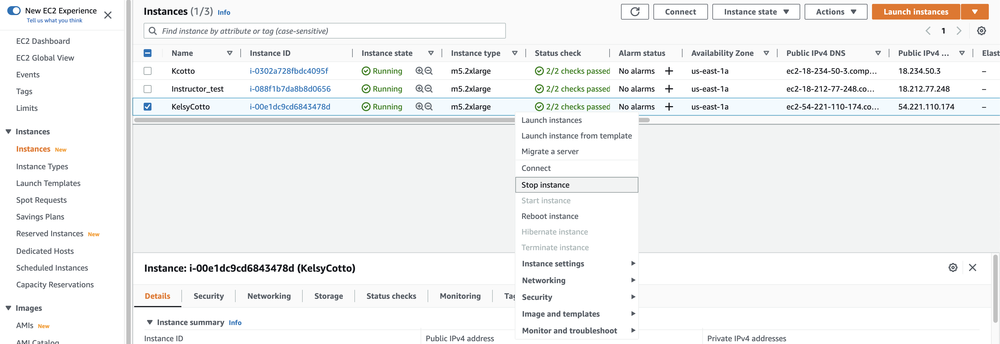 New EC2 Experience
Tell us what you think
EC2 Dashboard
EC2 Global View
Events
Tags
Limits
Instances
Instances New
Instance Types
Launch Templates
Spot Requests
Savings Plans
Reserved Instances New
Dedicated Hosts
Scheduled Instances
Capacity Reservations
Images
AMIs New
AMI Catalog
Instances (1/3) Info
Connect
Instance state
Actions
Launch instances
Find instance by attribute or tag (case-sensitive)
1
Name Instance ID Instance state Instance type Status check Alarm status Availability Zone Public IPv4 DNS Public IPv4 ... Elast
Kcotto i-0302a728fbdc4095f Running m5.2xlarge 2/2 checks passed No alarms + us-east-1a ec2-18-234-50-3.comp... 18.234.50.3 –
Instructor_test i-088f1b7da8b8d0656 Running m5.2xlarge 2/2 checks passed No alarms + us-east-1a ec2-18-212-77-248.co... 18.212.77.248 –
KelsyCotto i-00e1dc9cd6843478d Running m5.2xlarge 2/2 checks passed No alarms + us-east-1a ec2-54-221-110-174.co... 54.221.110.174 –
Launch instances
Launch instance from template
Migrate a server
Connect
Stop instance
Start instance
Reboot instance
Hibernate instance
Terminate instance
Instance settings
Networking
Security
Image and templates
Monitor and troubleshoot
Instance: i-00e1dc9cd6843478d (KelsyCotto)
Details Security Networking Storage Status checks Monitoring Tag
Instance summary Info
Instance ID Public IPv4 address Private IPv4 addresses